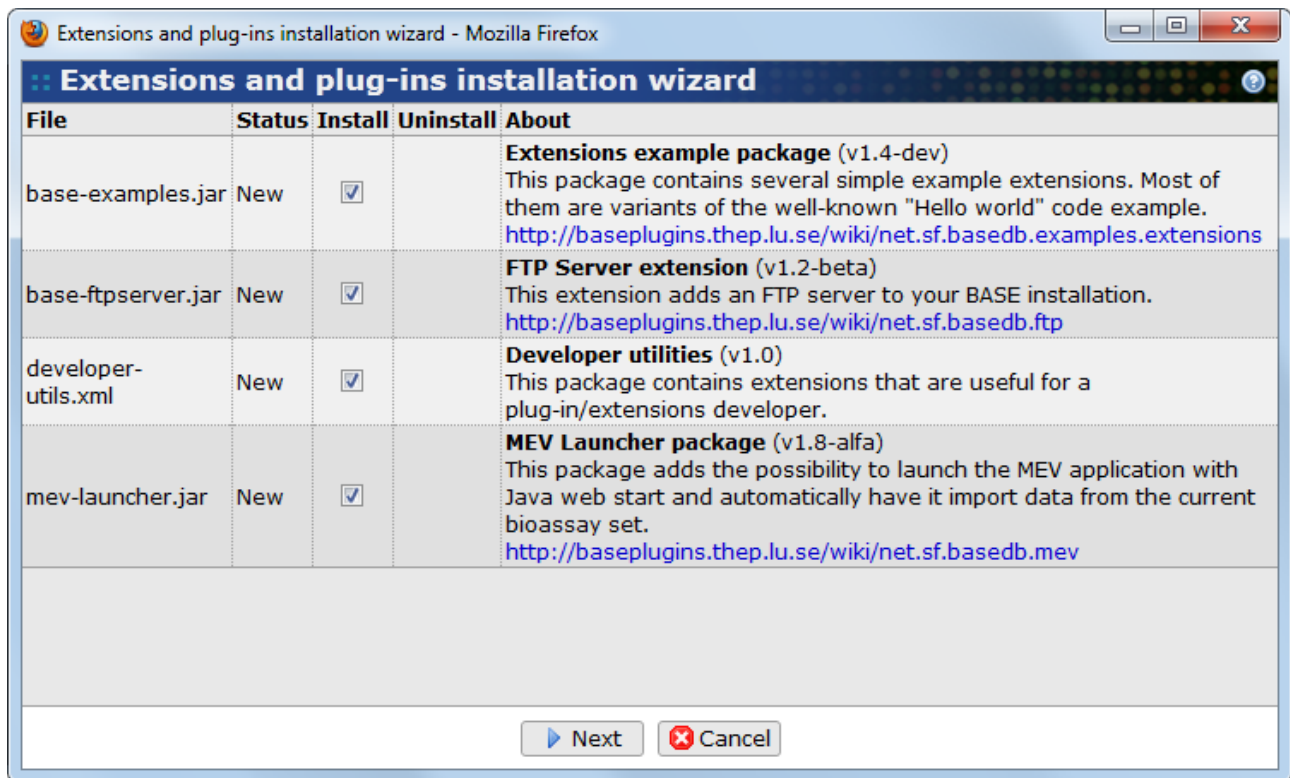 Extensions and plug-ins installation wizard - Mozilla Firefox
:: Extensions and plug-ins installation wizard
File Status Install Uninstall About
base-examples.jar New
Extensions example package (v1.4-dev)
This package contains several simple example extensions. Most of
them are variants of the well-known "Hello world" code example.
http://baseplugins.thep.lu.se/wiki/net.sf.basedb.examples.extensions
base-ftpserver.jar New
FTP Server extension (v1.2-beta)
This extension adds an FTP server to your BASE installation.
http://baseplugins.thep.lu.se/wiki/net.sf.basedb.ftp
developer-
utils.xml
New
Developer utilities (v1.0)
This package contains extensions that are useful for a
plug-in/extensions developer.
mev-launcher.jar New
MEV Launcher package (v1.8-alfa)
This package adds the possibility to launch the MEV application with
Java web start and automatically have it import data from the current
bioassay set.
http://baseplugins.thep.lu.se/wiki/net.sf.basedb.mev
Next Cancel